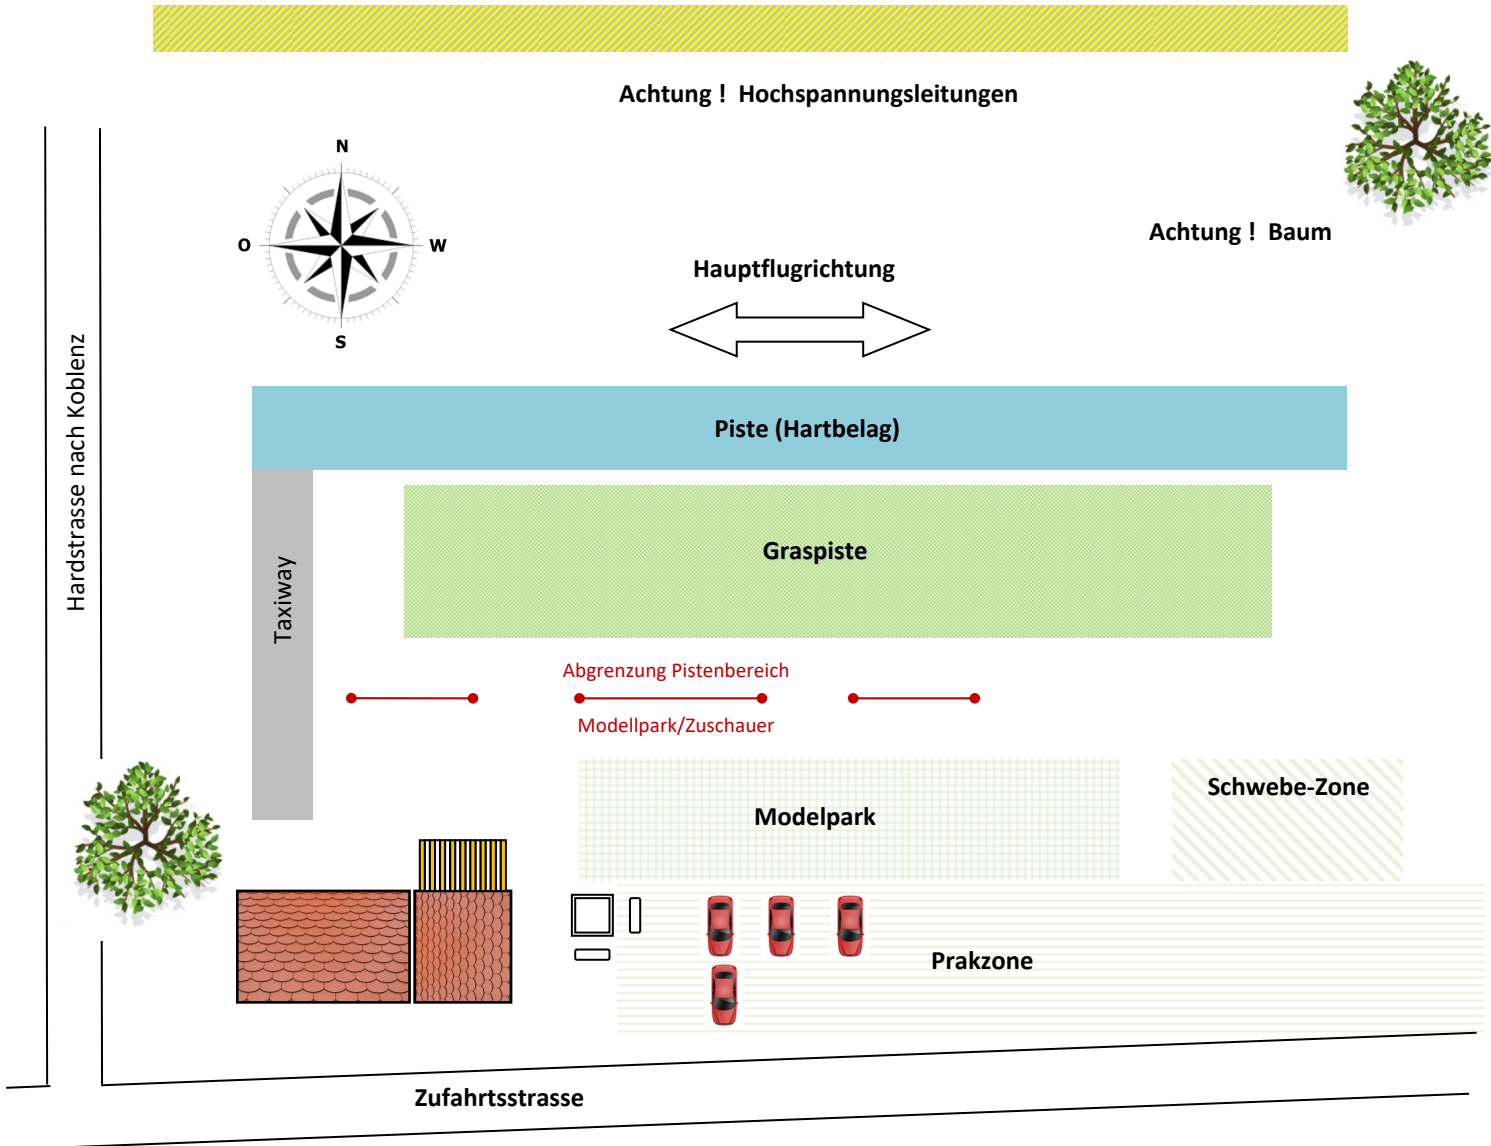 Achtung ! Hochspannungsleitungen
N
O
W
S
Achtung ! Baum
Hauptflugrichtung
Hardstrasse nach Koblenz
Piste (Hartbelag)
Taxiway
Graspiste
Abgrenzung Pistenbereich
Modellpark/Zuschauer
Modelpark
Schwebe-Zone
Prakzone
Zufahrtsstrasse